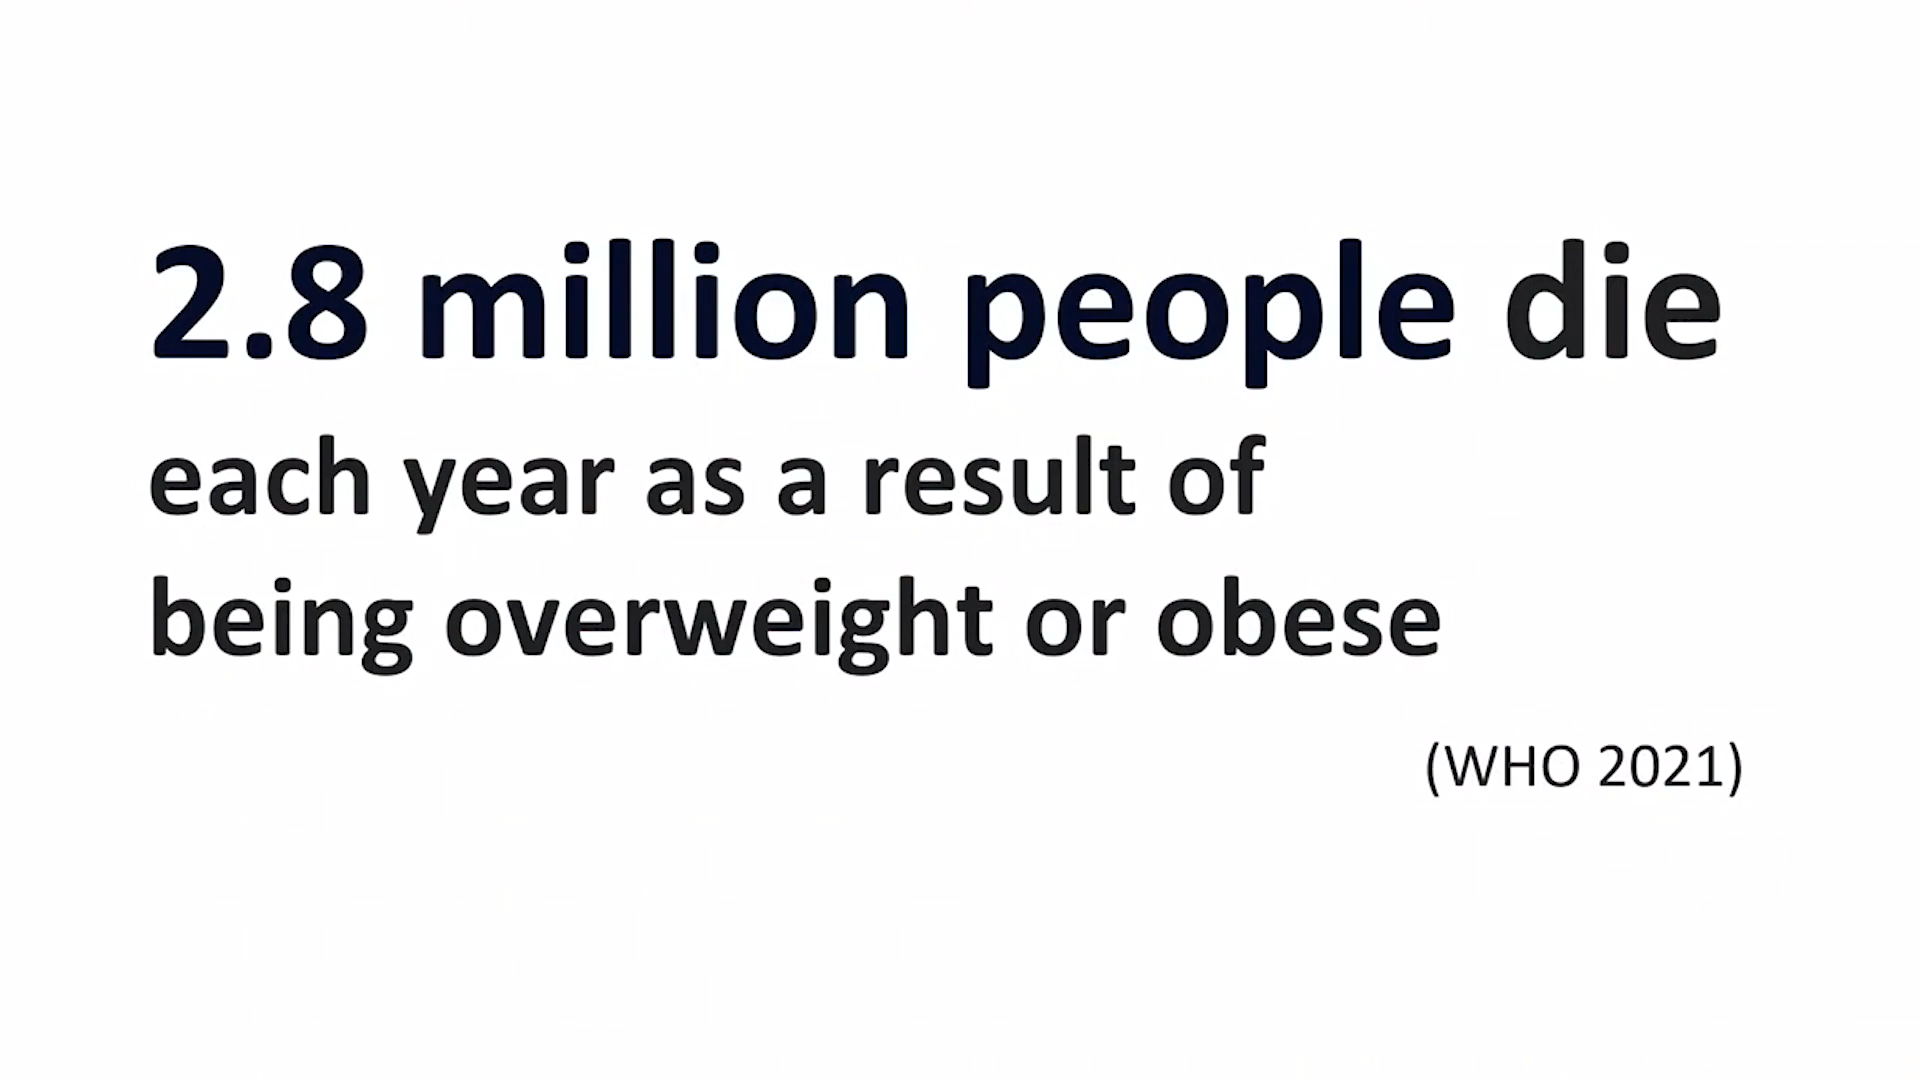 2.8 million people die
each year as a result of
being overweight or obese
(WHO 2021)